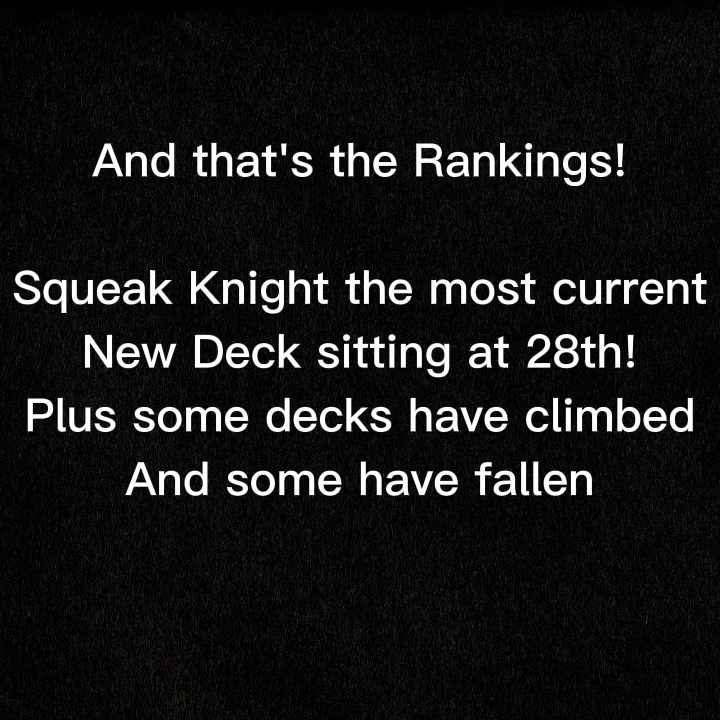 And that's the Rankings!
Squeak Knight the most current
New Deck sitting at 28th!
Plus some decks have climbed
And some have fallen